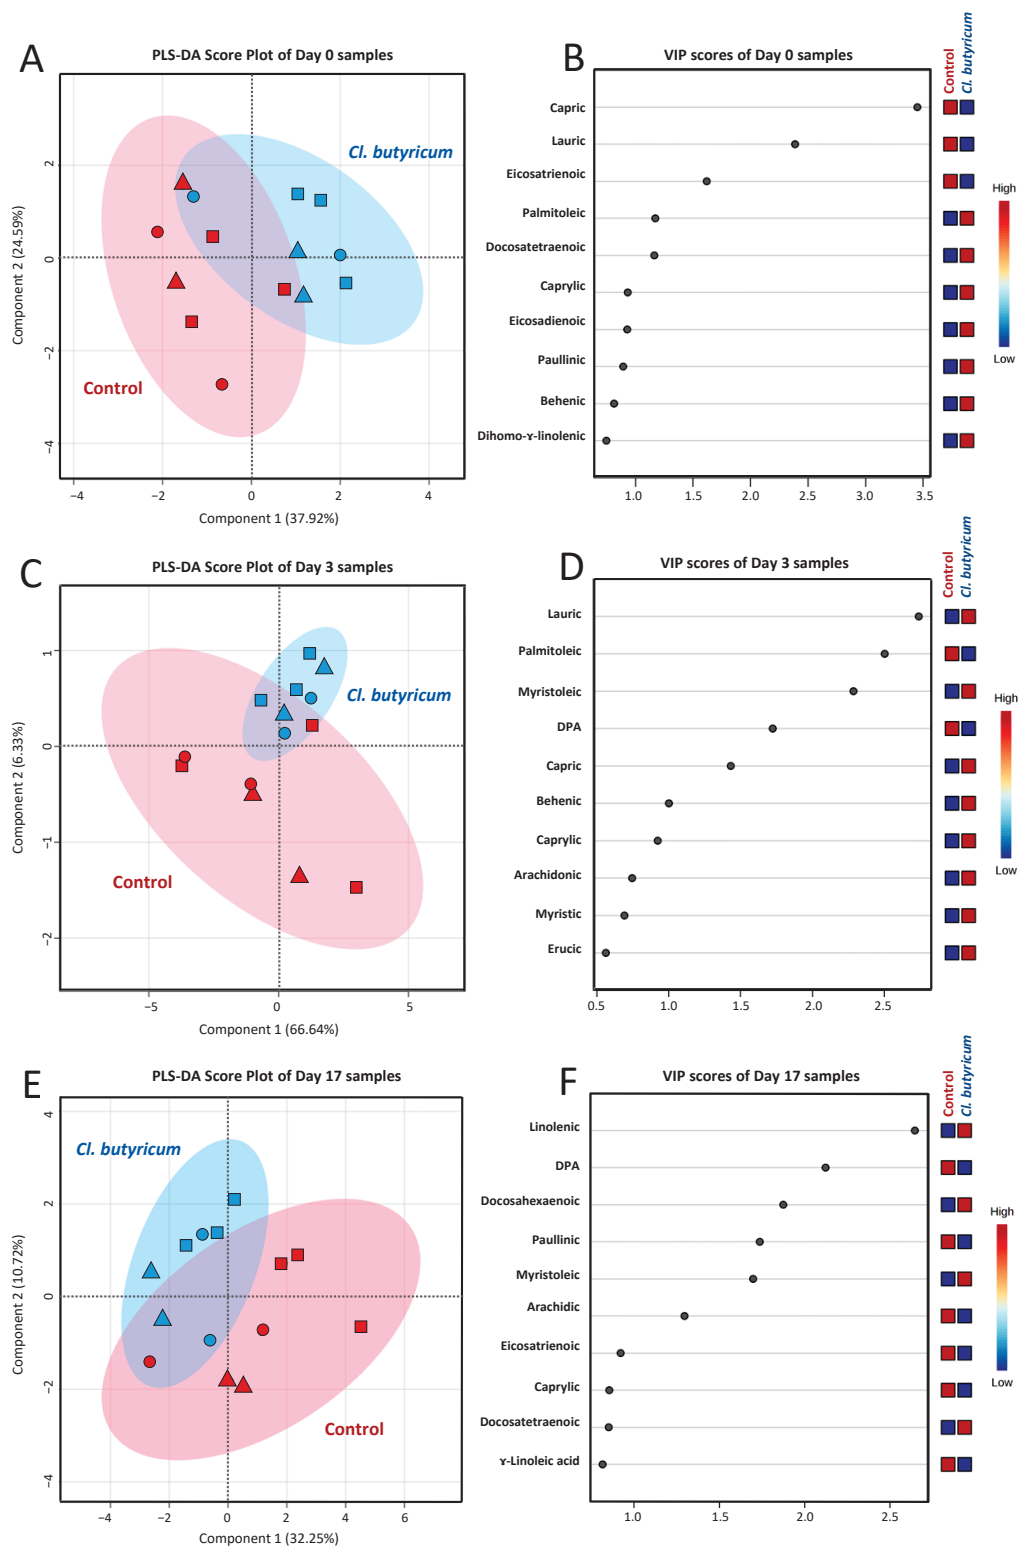 A
PLS-DA Score Plot of Day 0 samples
Cl. butyricum
Control
2
0
−2
−4
Component 2 (24.59%)
−4
−2
0
2
4
Component 1 (37.92%)
B
VIP scores of Day 0 samples
Control
Cl. butyricum
Capric
Lauric
Eicosatrienoic
Palmitoleic
Docosatetraenoic
Caprylic
Eicosadienoic
Paullinic
Behenic
Dihomo-ɤ-linolenic
1.0
1.5
2.0
2.5
3.0
3.5
High
Low
C
PLS-DA Score Plot of Day 3 samples
Cl. butyricum
Control
1
0
−1
−2
Component 2 (6.33%)
−5
0
5
Component 1 (66.64%)
D
VIP scores of Day 3 samples
Control
Cl. butyricum
Lauric
Palmitoleic
Myristoleic
DPA
Capric
Behenic
Caprylic
Arachidonic
Myristic
Erucic
0.5
1.0
1.5
2.0
2.5
High
Low
E
PLS-DA Score Plot of Day 17 samples
Cl. butyricum
Control
4
2
0
−2
−4
Component 2 (10.72%)
−4
−2
0
2
4
6
Component 1 (32.25%)
F
VIP scores of Day 17 samples
Control
Cl. butyricum
Linolenic
DPA
Docosahexaenoic
Paullinic
Myristoleic
Arachidic
Eicosatrienoic
Caprylic
Docosatetraenoic
ɤ-Linoleic acid
1.0
1.5
2.0
2.5
High
Low